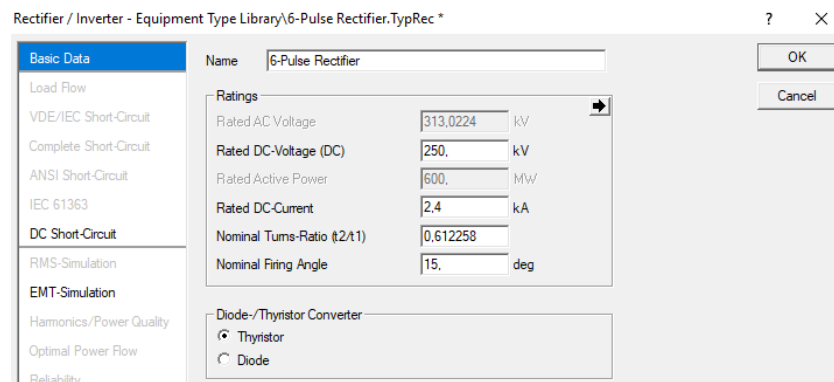 Rectifier / Inverter - Equipment Type Library\6-Pulse Rectifier.TypRec * ? ×
Basic Data
Load Flow
VDE/IEC Short-Circuit
Complete Short-Circuit
ANSI Short-Circuit
IEC 61363
DC Short-Circuit
RMS-Simulation
EMT-Simulation
Harmonics/Power Quality
Optimal Power Flow
Reliability
Name 6-Pulse Rectifier
Ratings
Rated AC Voltage 313,0224 kV
Rated DC-Voltage (DC) 250, kV
Rated Active Power 600, MW
Rated DC-Current 2,4 kA
Nominal Turns-Ratio (t2/t1) 0,612258
Nominal Firing Angle 15, deg
Diode-/Thyristor Converter
Thyristor
Diode
OK
Cancel